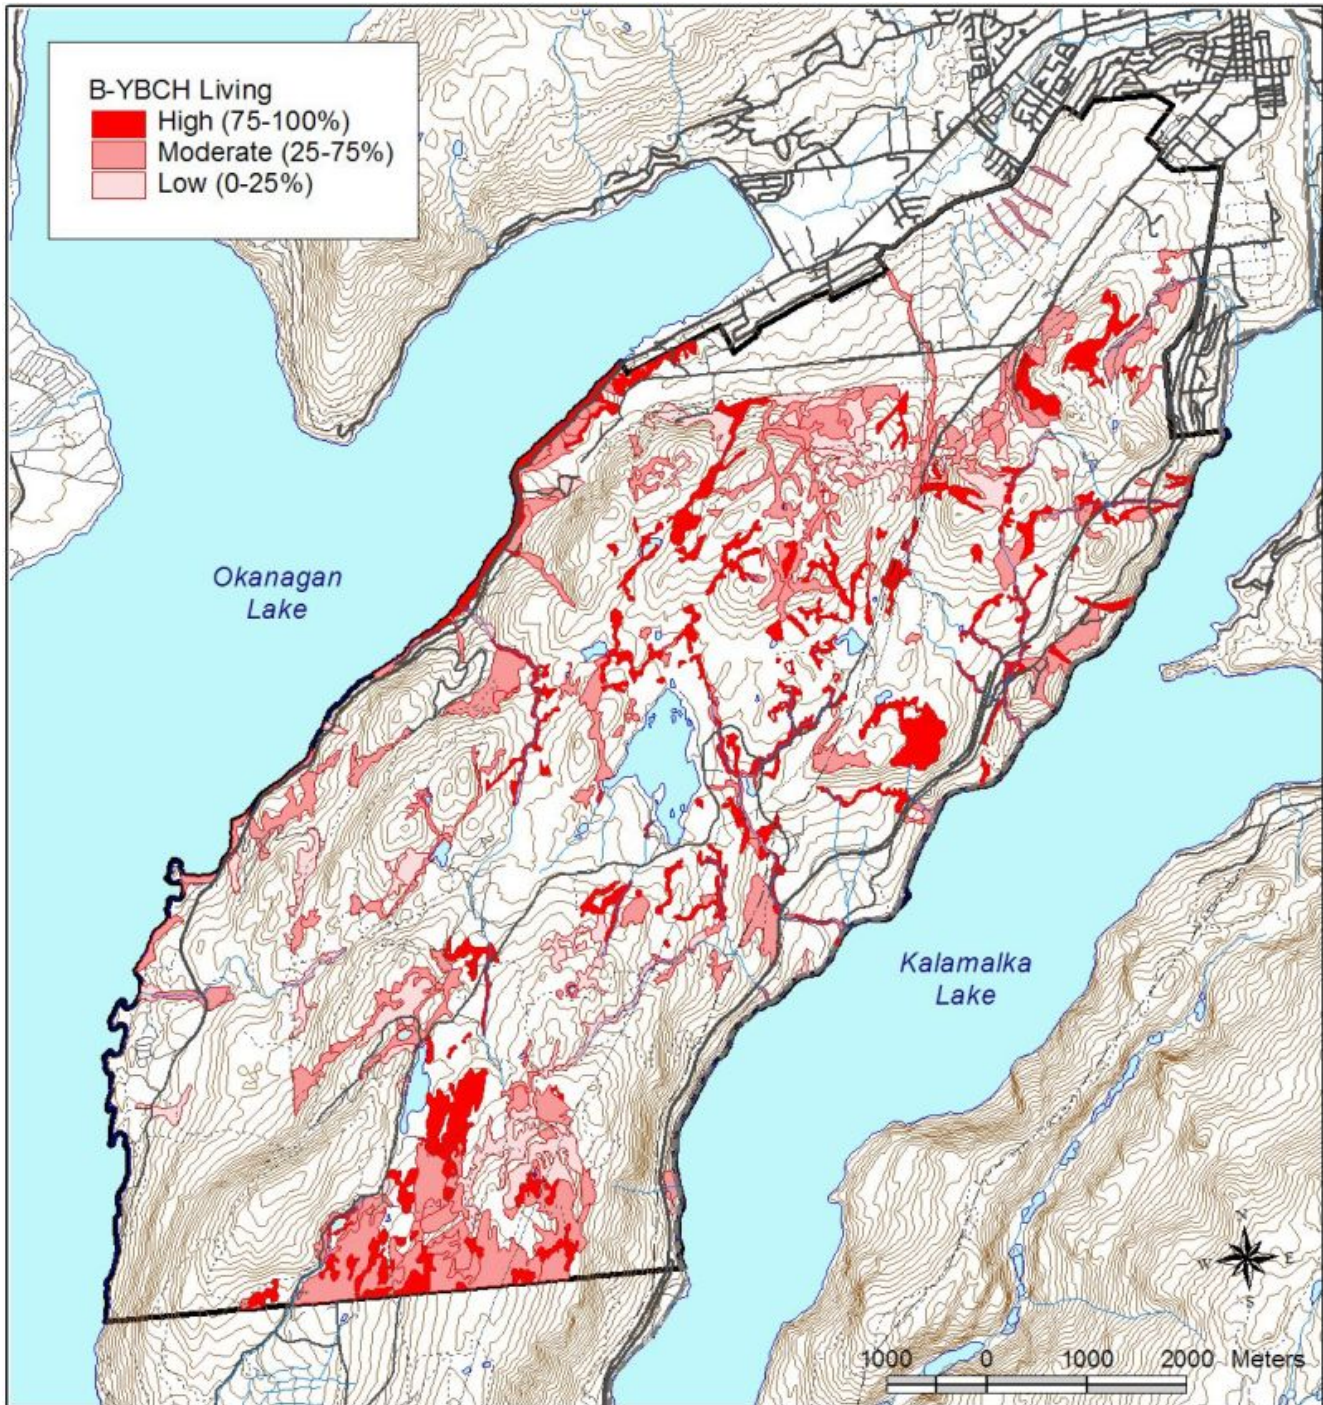 B-YBCH Living
High (75-100%)
Moderate (25-75%)
Low (0-25%)
Okanagan
Lake
Kalamalka
Lake
N
W
E
S
1000 0 1000 2000 Meters